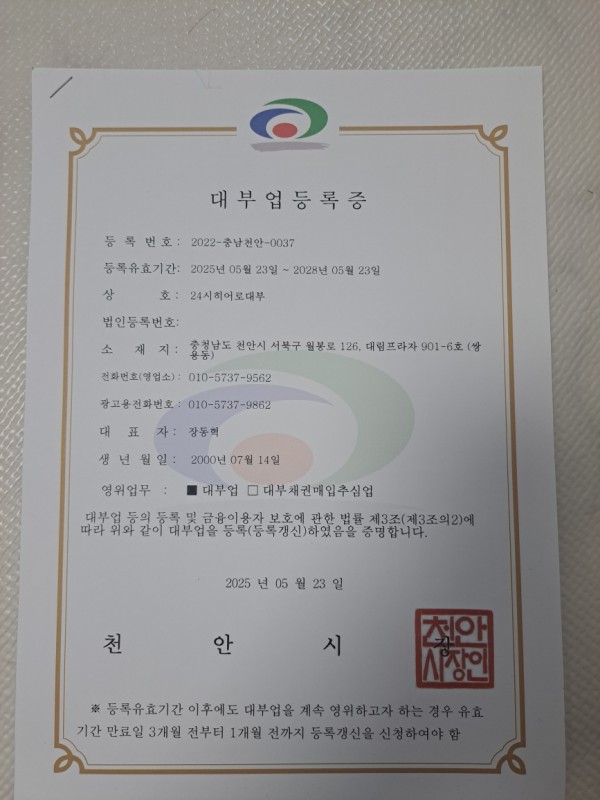 대부업등록증
등 록 번 호 : 2022-충남천안-0037
등록유효기간: 2025년 05월 23일 ~ 2028년 05월 23일
상 호 : 24시히어로대부
법인등록번호:
소 재 지 : 충청남도 천안시 서북구 월봉로 126, 대림프라자 901-6호 (쌍
용동)
전화번호(영업소) : 010-5737-9562
광고용전화번호 : 010-5737-9862
대 표 자 : 장동혁
생 년 월 일 : 2000년 07월 14일
영위업무 : ■ 대부업 □ 대부채권매입추심업
대부업 등의 등록 및 금융이용자 보호에 관한 법률 제3조(제3조의2)에
따라 위와 같이 대부업을 등록(등록갱신)하였음을 증명합니다.
2025 년 05 월 23 일
천 안 시 장
천안
시장인
※ 등록유효기간 이후에도 대부업을 계속 영위하고자 하는 경우 유효
기간 만료일 3개월 전부터 1개월 전까지 등록갱신을 신청하여야 함